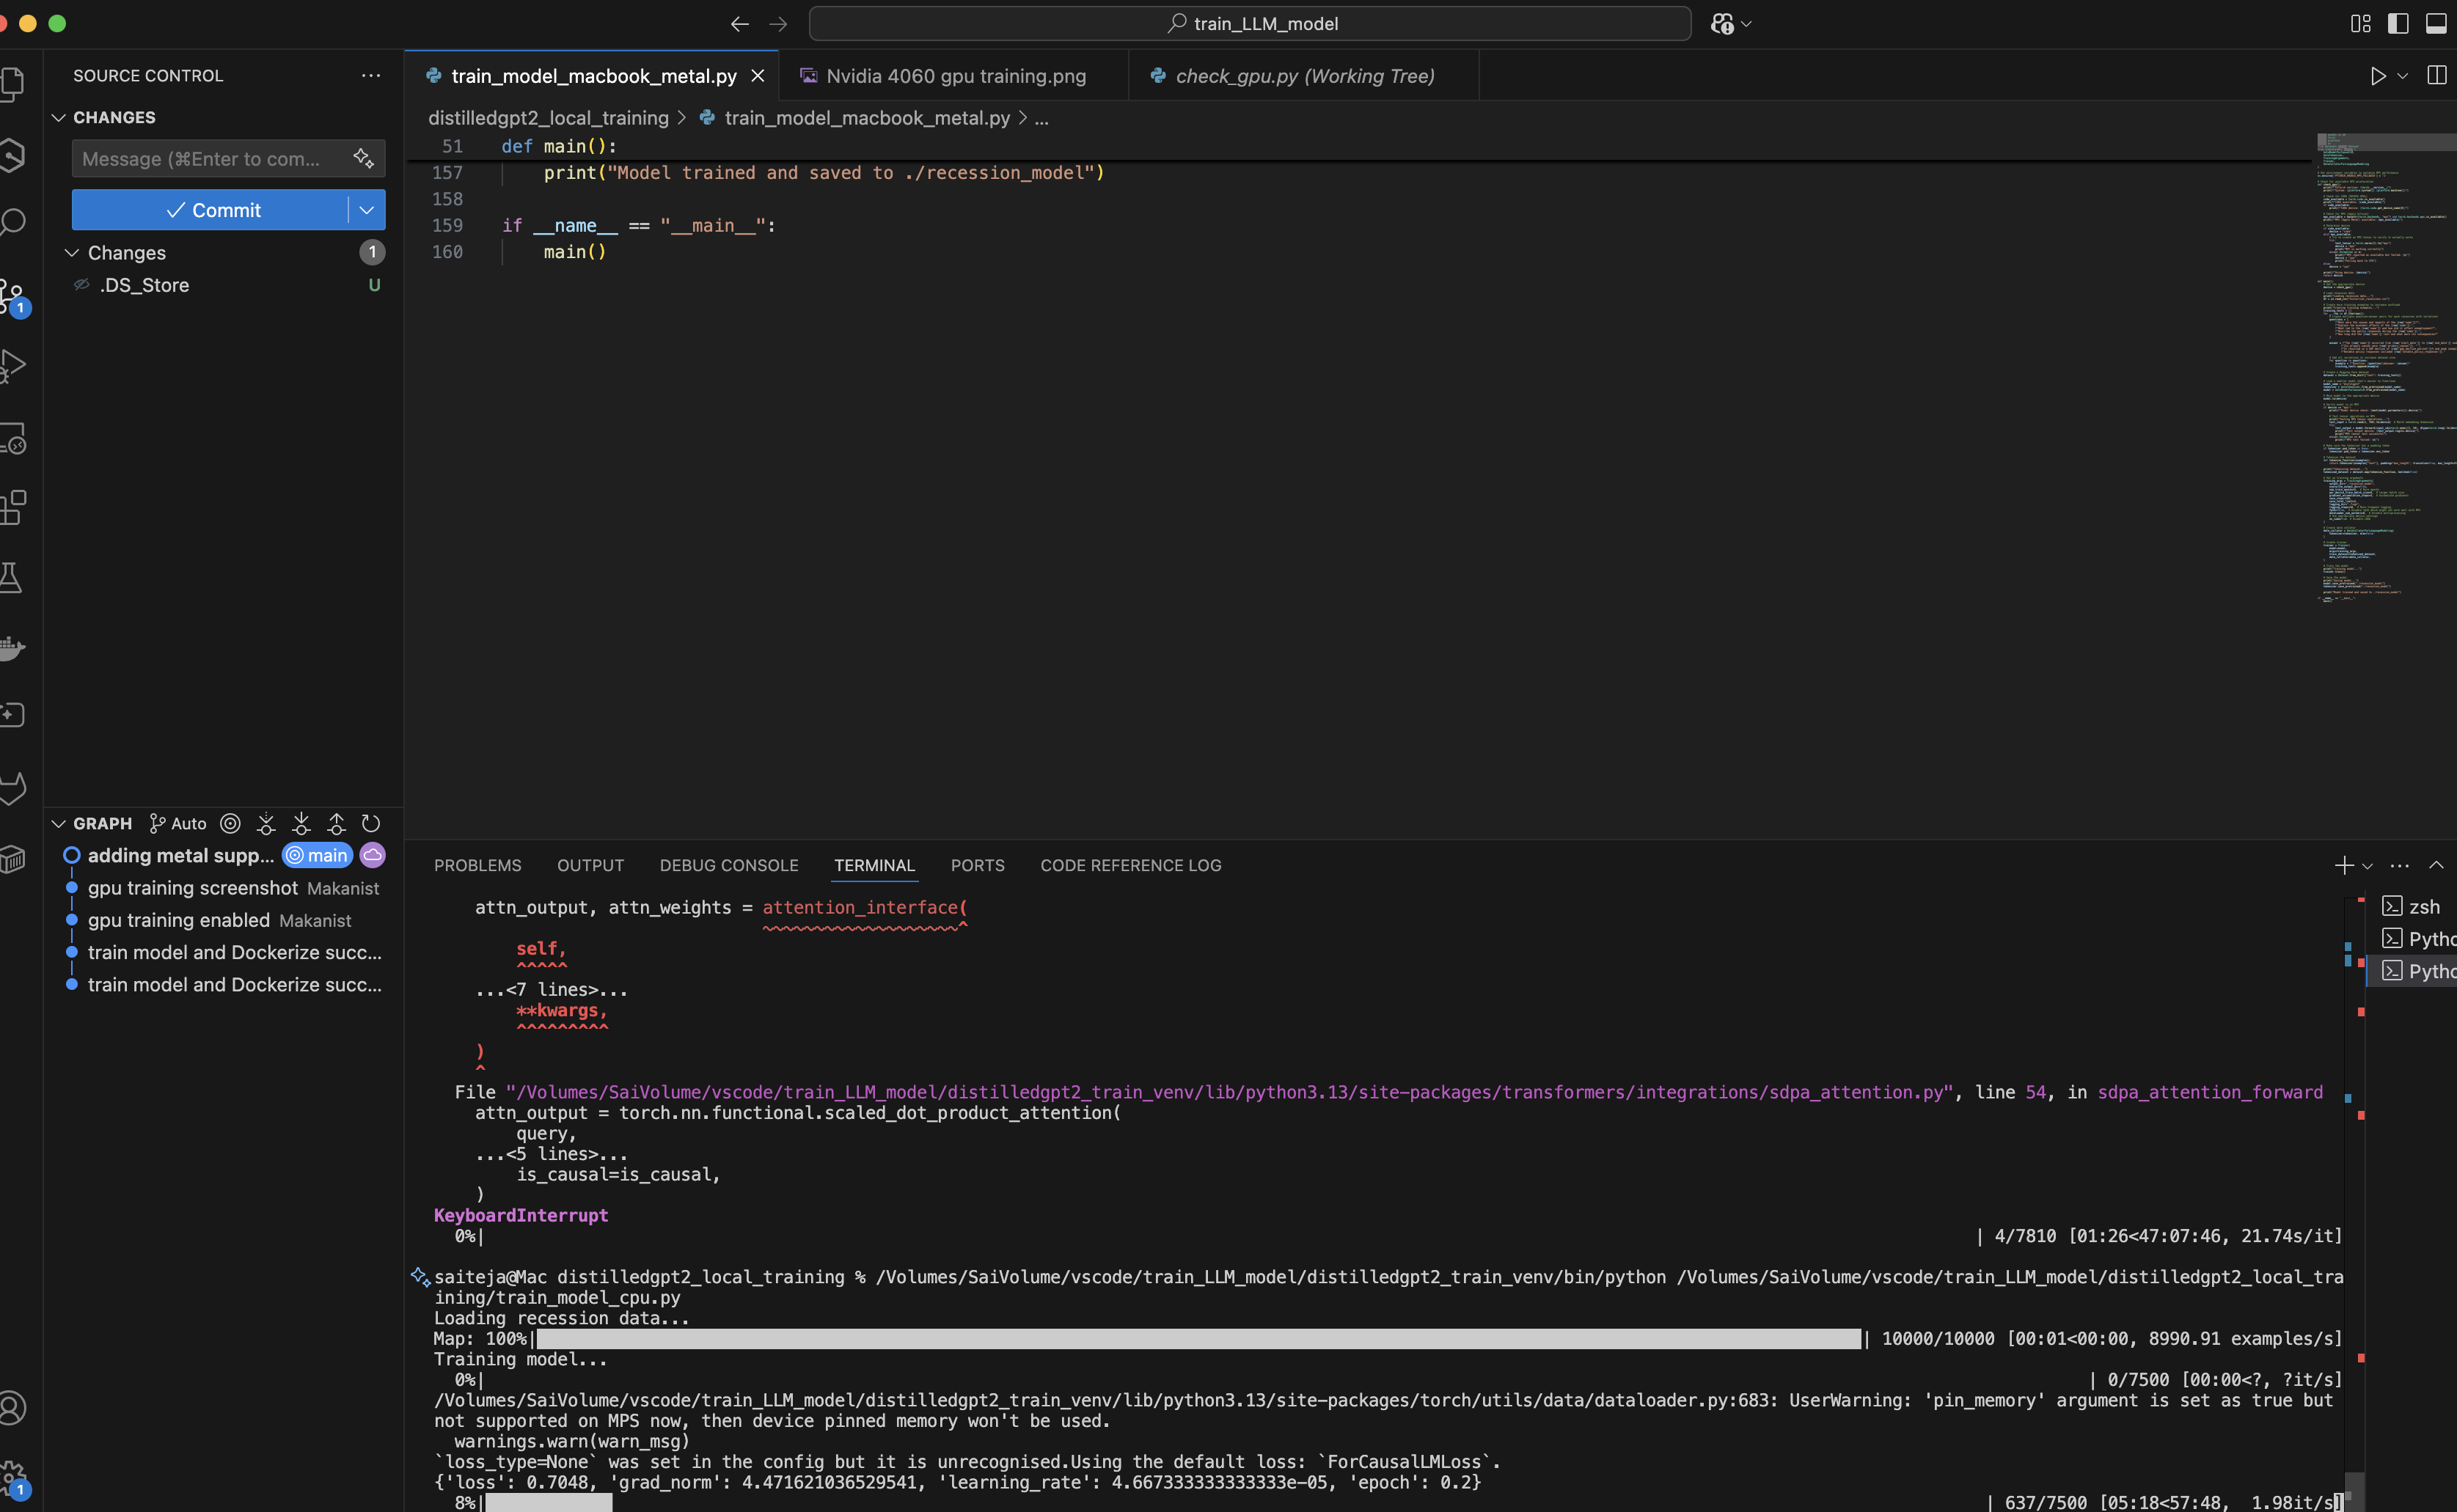 train_LLM_model
SOURCE CONTROL
train_model_macbook_metal.py
Nvidia 4060 gpu training.png
check_gpu.py (Working Tree)
CHANGES
distilledgpt2_local_training > train_model_macbook_metal.py > ...
Message (⌘Enter to com...
Commit
Changes 1
.DS_Store U
1
51 def main():
157 print("Model trained and saved to ./recession_model")
158
159 if __name__ == "__main__":
160 main()
GRAPH Auto
adding metal supp... main
gpu training screenshot Makanist
gpu training enabled Makanist
train model and Dockerize succ...
train model and Dockerize succ...
1
PROBLEMS OUTPUT DEBUG CONSOLE TERMINAL PORTS CODE REFERENCE LOG
zsh
Pytho
Pytho
attn_output, attn_weights = attention_interface(
~~~~~~~~~~~~~~~~~~~^
self,
^^^^^
...<7 lines>...
**kwargs,
^^^^^^^^^
)
^
File "/Volumes/SaiVolume/vscode/train_LLM_model/distilledgpt2_train_venv/lib/python3.13/site-packages/transformers/integrations/sdpa_attention.py", line 54, in sdpa_attention_forward
attn_output = torch.nn.functional.scaled_dot_product_attention(
query,
...<5 lines>...
is_causal=is_causal,
)
KeyboardInterrupt
0%| | 4/7810 [01:26<47:07:46, 21.74s/it]
saiteja@Mac distilledgpt2_local_training % /Volumes/SaiVolume/vscode/train_LLM_model/distilledgpt2_train_venv/bin/python /Volumes/SaiVolume/vscode/train_LLM_model/distilledgpt2_local_tra
ining/train_model_cpu.py
Loading recession data...
Map: 100%| | 10000/10000 [00:01<00:00, 8990.91 examples/s]
Training model...
0%| | 0/7500 [00:00<?, ?it/s]
/Volumes/SaiVolume/vscode/train_LLM_model/distilledgpt2_train_venv/lib/python3.13/site-packages/torch/utils/data/dataloader.py:683: UserWarning: 'pin_memory' argument is set as true but
not supported on MPS now, then device pinned memory won't be used.
warnings.warn(warn_msg)
`loss_type=None` was set in the config but it is unrecognised.Using the default loss: `ForCausalLMLoss`.
{'loss': 0.7048, 'grad_norm': 4.471621036529541, 'learning_rate': 4.667333333333333e-05, 'epoch': 0.2}
8%| | 637/7500 [05:18<57:48, 1.98it/s]